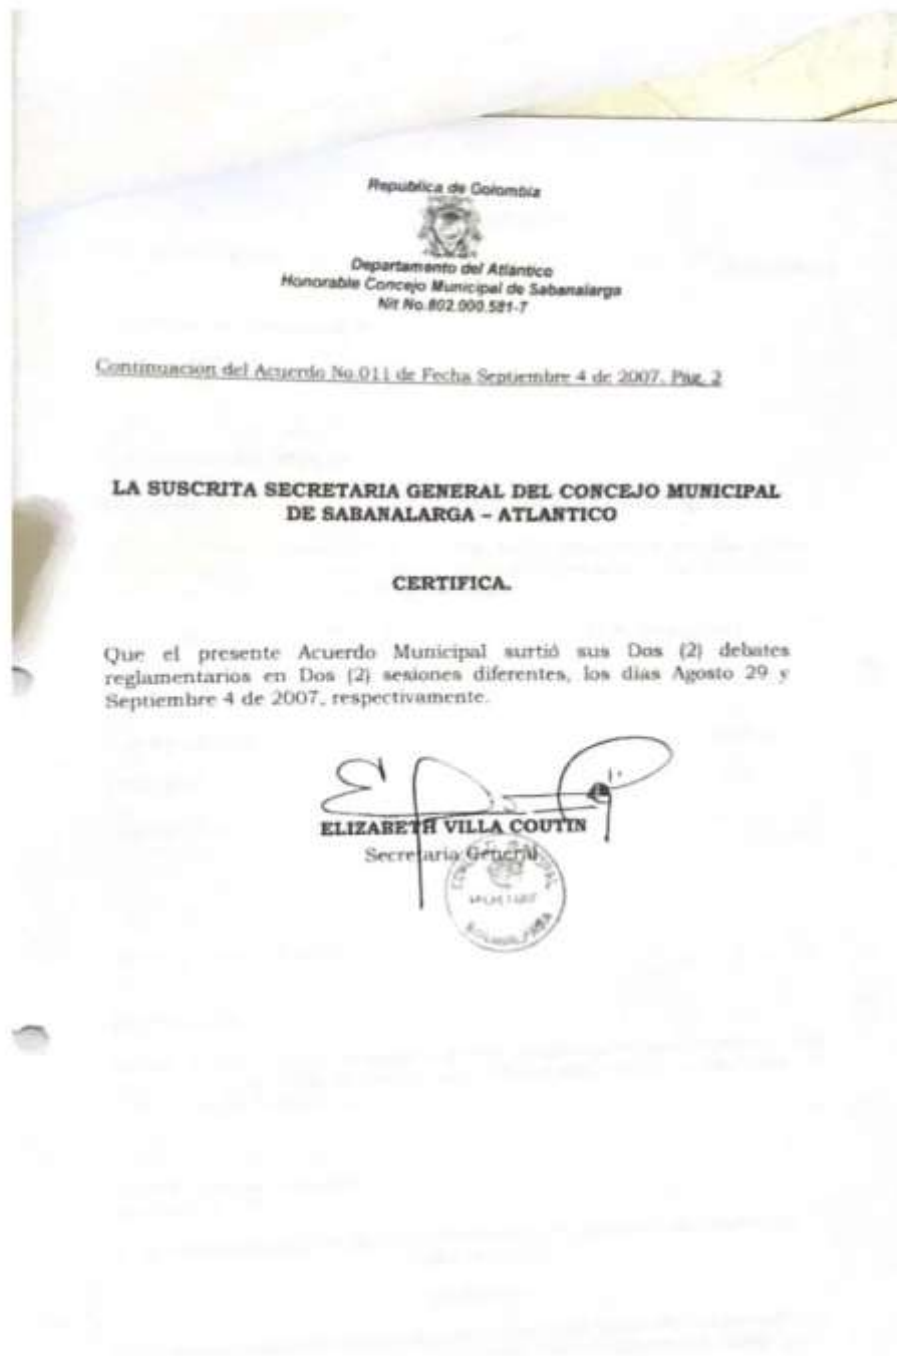 Republica de Colombia
Departamento del Atlantico
Honorable Concejo Municipal de Sabanalarga
Nit No.802.000.581-7
Continuacion del Acuerdo No.011 de Fecha Septiembre 4 de 2007. Pag. 2
LA SUSCRITA SECRETARIA GENERAL DEL CONCEJO MUNICIPAL
DE SABANALARGA – ATLANTICO
CERTIFICA.
Que el presente Acuerdo Municipal surtió sus Dos (2) debates
reglamentarios en Dos (2) sesiones diferentes, los dias Agosto 29 y
Septiembre 4 de 2007, respectivamente.
ELIZABETH VILLA COUTIN
Secretaria General